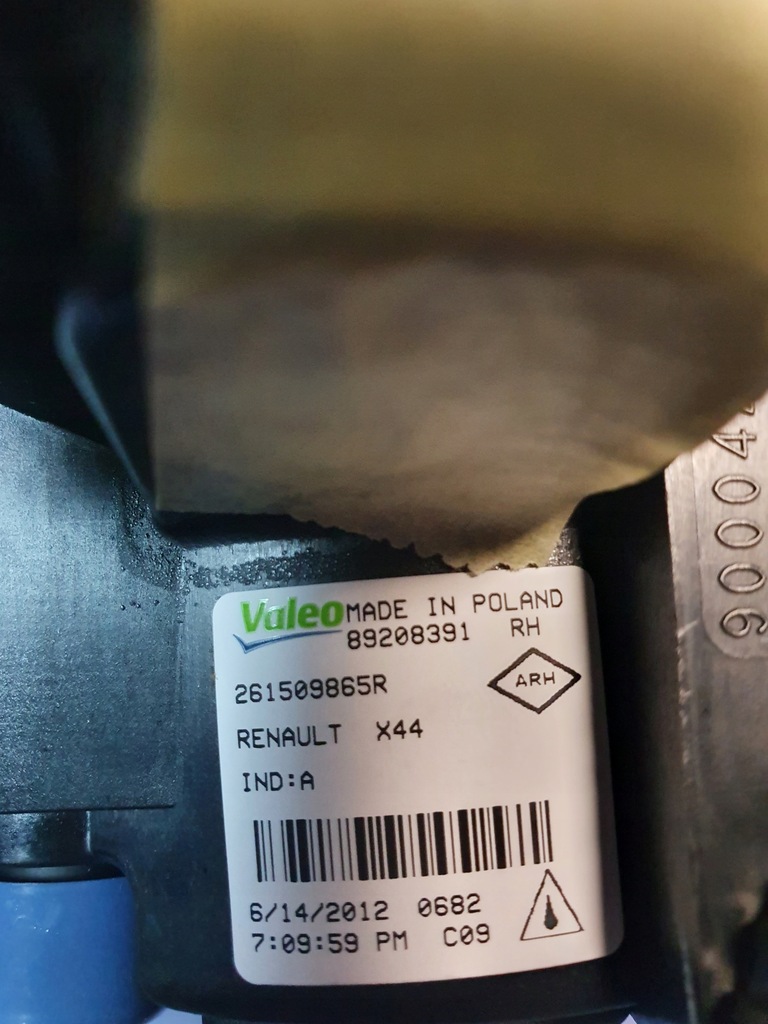 Valeo MADE IN POLAND
89208391 RH
261509865R
ARH
RENAULT X44
IND:A
6/14/2012 0682
7:09:59 PM C09